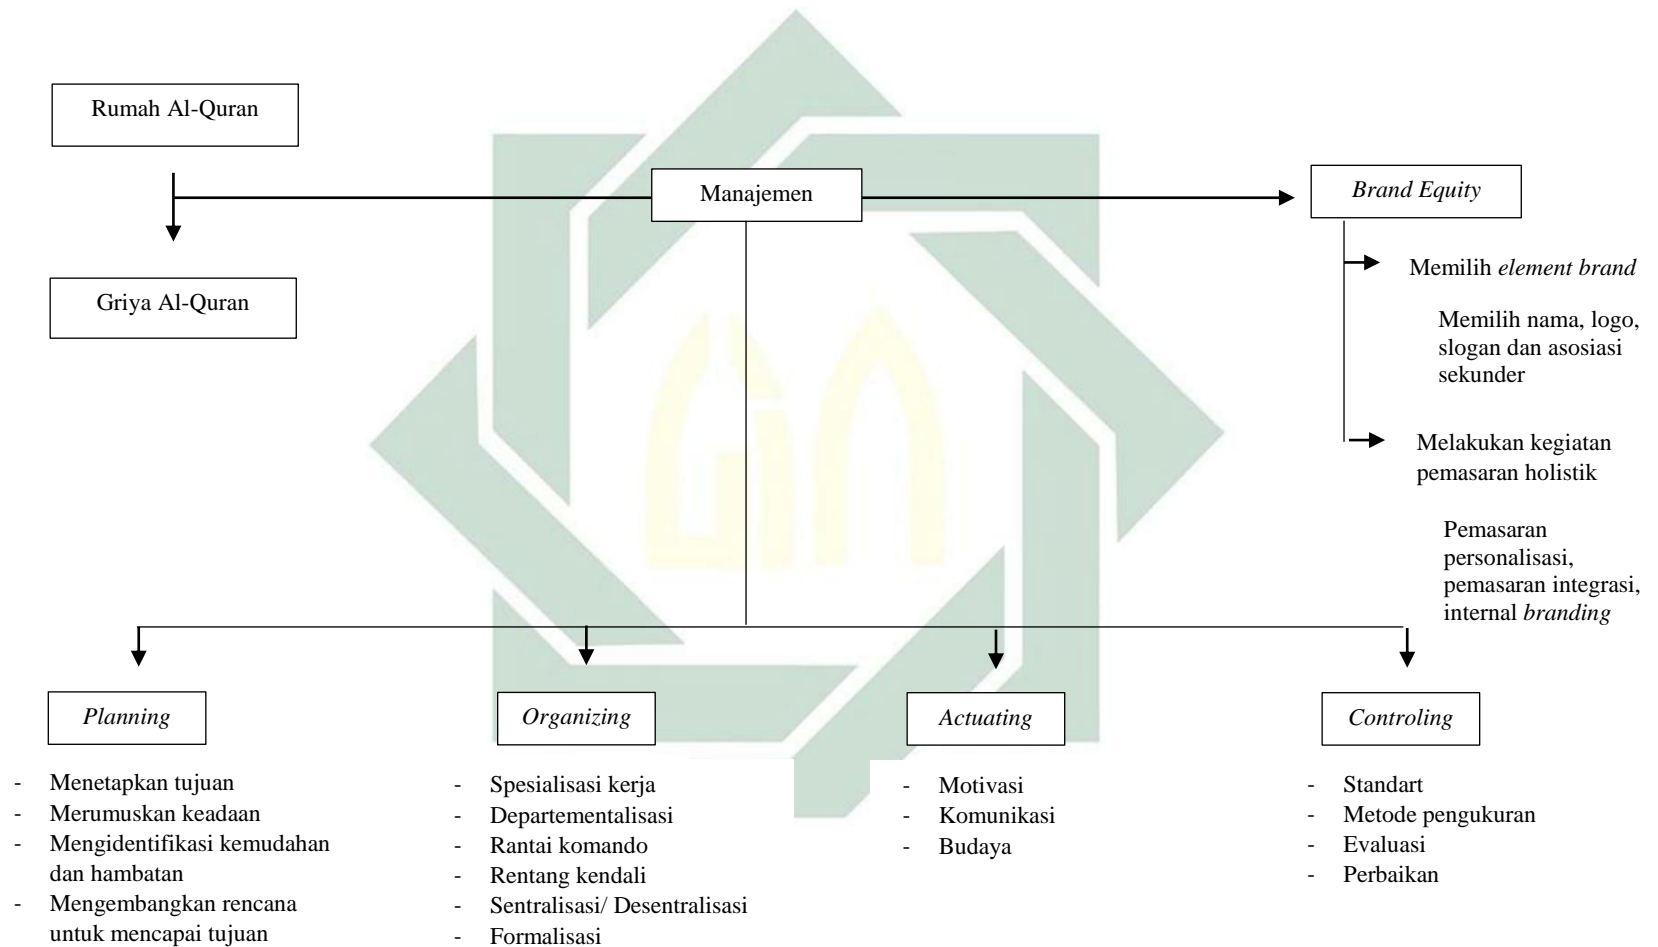 Rumah Al-Quran
Manajemen
Brand Equity
Griya Al-Quran
Memilih element brand
Memilih nama, logo,
slogan dan asosiasi
sekunder
Melakukan kegiatan
pemasaran holistik
Pemasaran
personalisasi,
pemasaran integrasi,
internal branding
Planning
- Menetapkan tujuan
- Merumuskan keadaan
- Mengidentifikasi kemudahan
dan hambatan
- Mengembangkan rencana
untuk mencapai tujuan
Organizing
- Spesialisasi kerja
- Departementalisasi
- Rantai komando
- Rentang kendali
- Sentralisasi/ Desentralisasi
- Formalisasi
Actuating
- Motivasi
- Komunikasi
- Budaya
Controling
- Standart
- Metode pengukuran
- Evaluasi
- Perbaikan